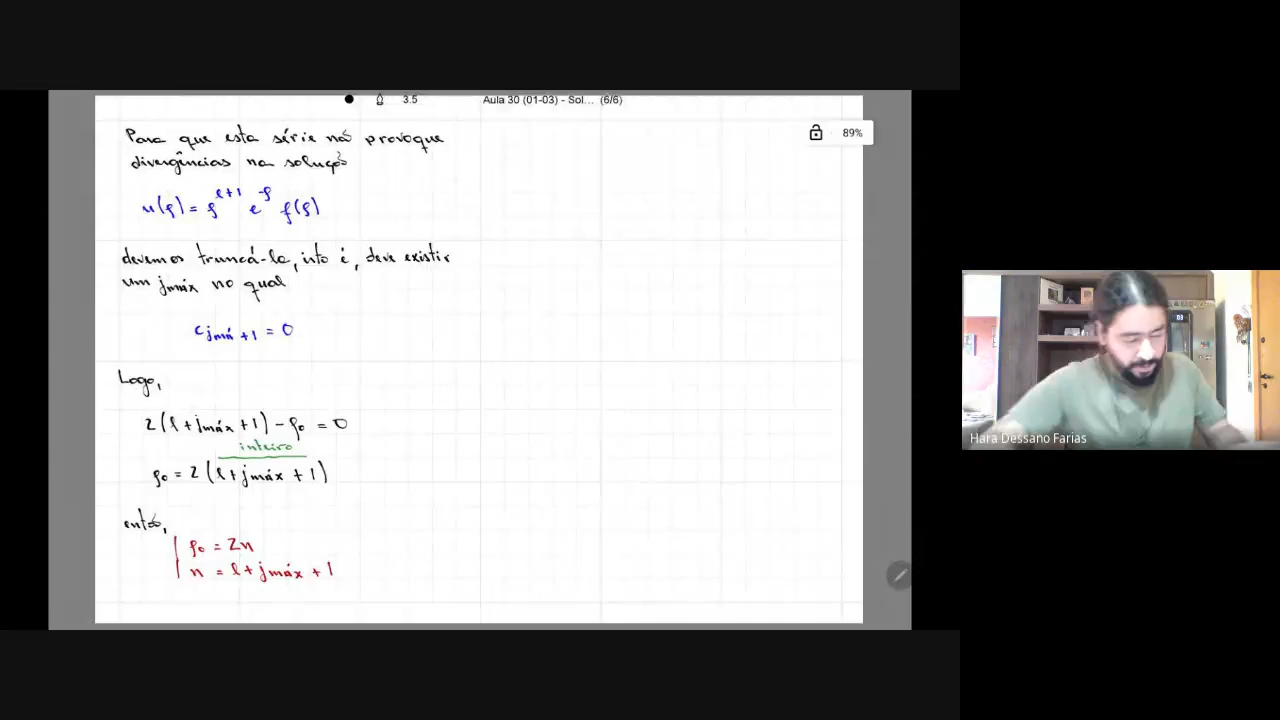 3.5 Aula 30 (01-03) - Sol... (6/6)
89%
Para que esta série não provoque
divergências na solução
u(ρ) = ρ^{l+1} e^{-ρ} f(ρ)
devemos truncá-la, isto é, deve existir
um jmáx no qual
c_{jmá +1} = 0
Logo,
2(l + jmáx + 1) - ρ₀ = 0
inteiro
ρ₀ = 2(l + jmáx + 1)
então,
ρ₀ = 2n
n = l + jmáx + 1
Hara Dessano Farias